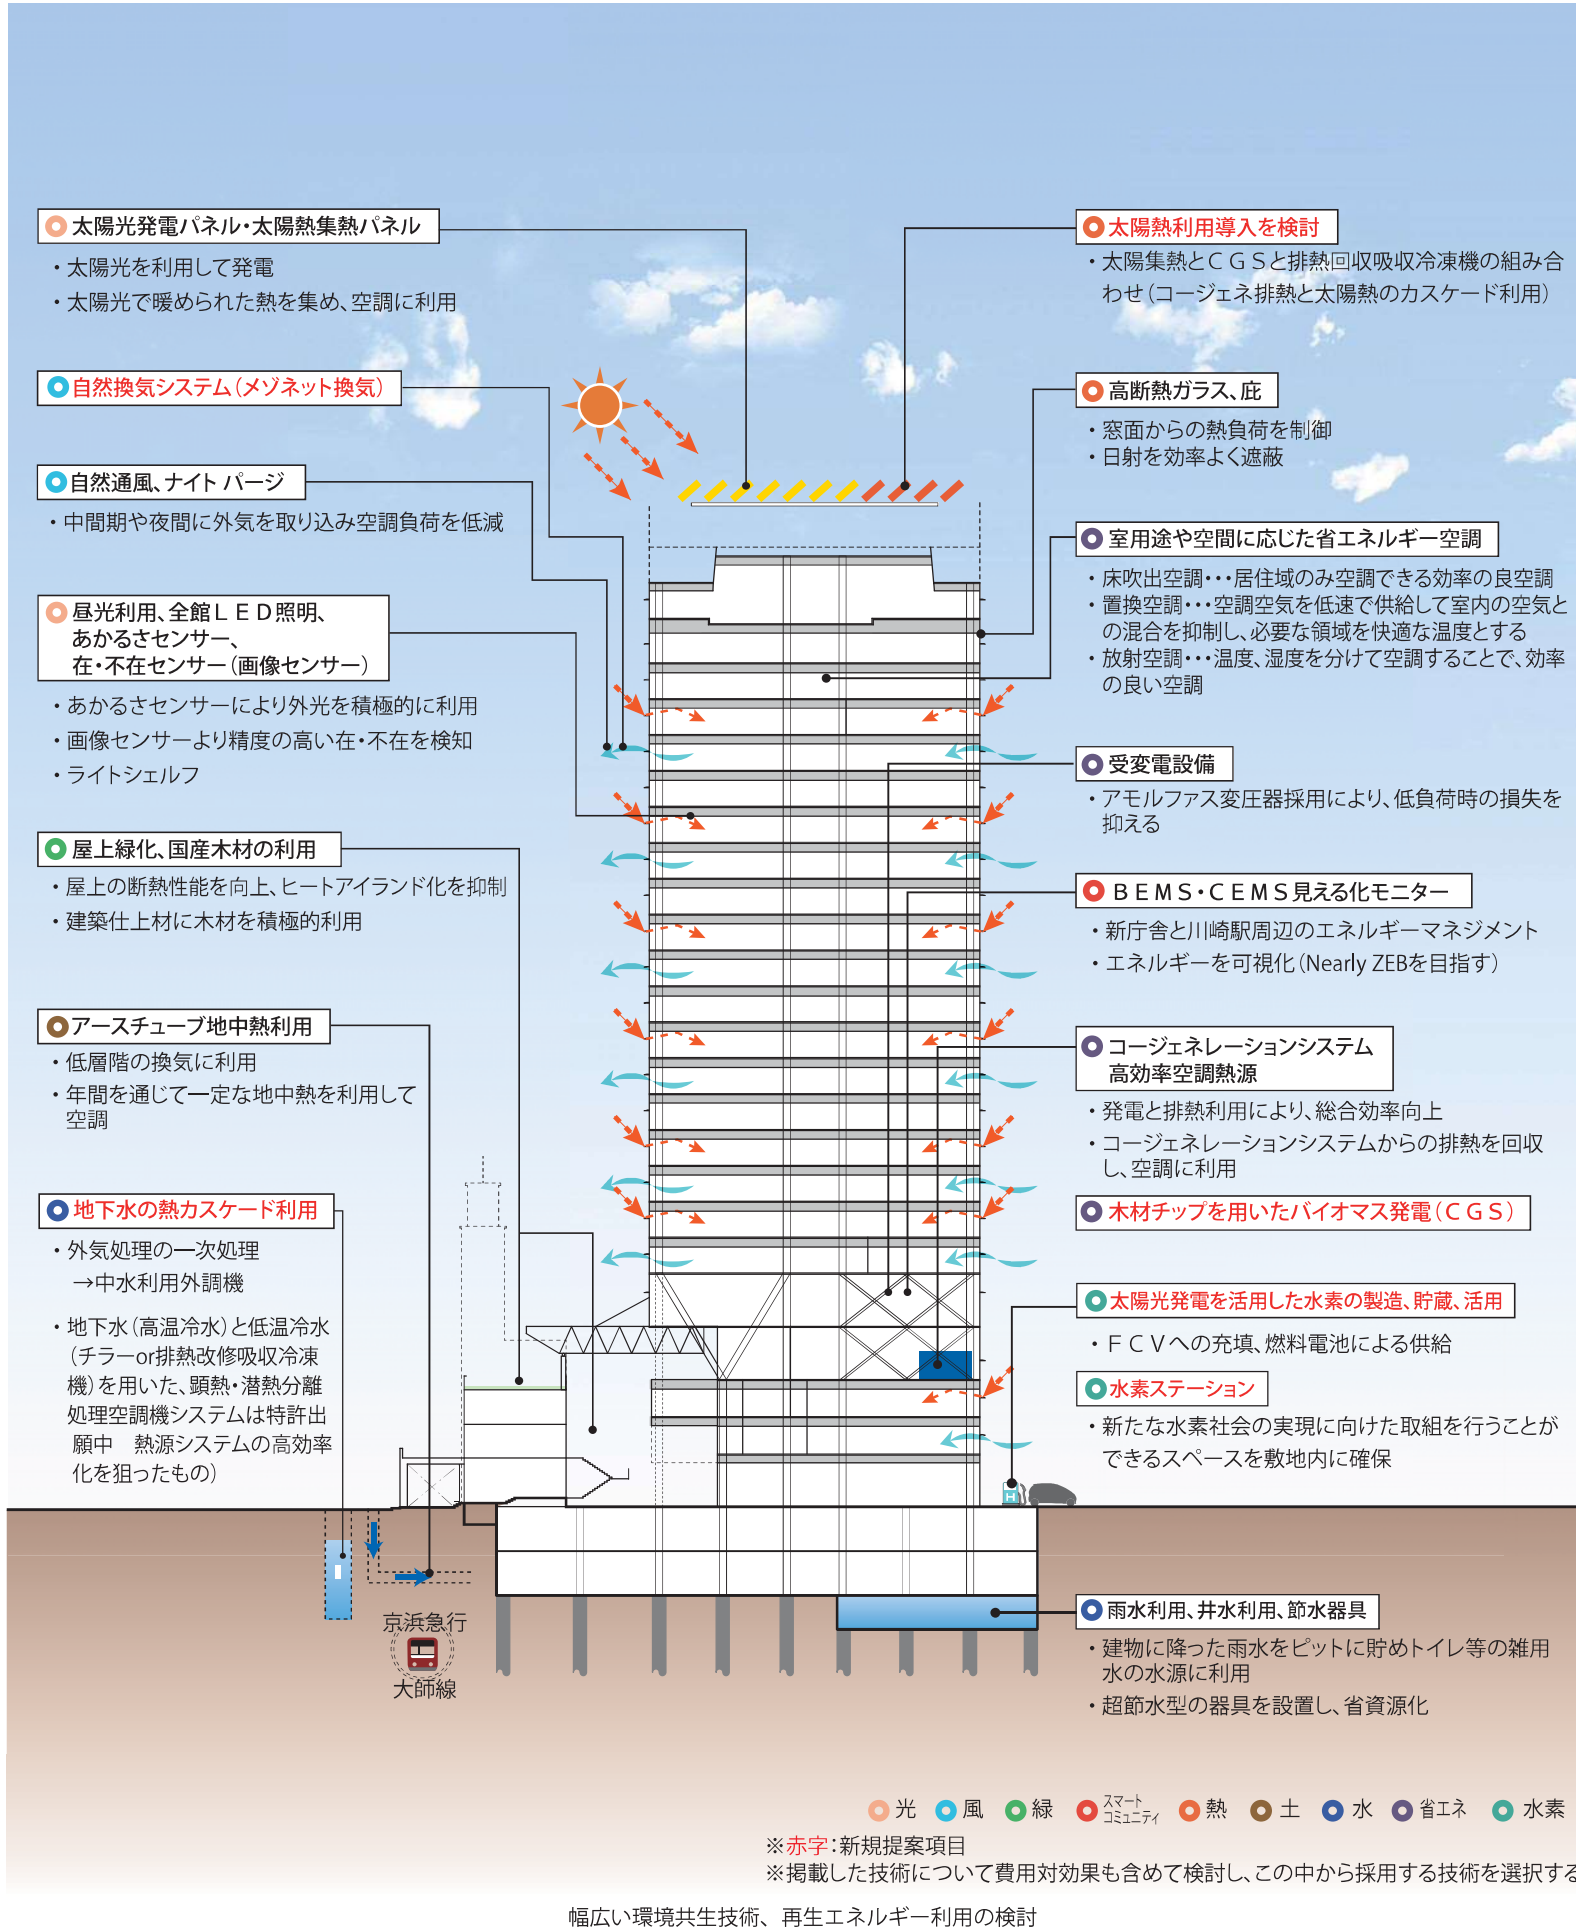 太陽光発電パネル・太陽熱集熱パネル
・太陽光を利用して発電
・太陽光で暖められた熱を集め、空調に利用
自然換気システム（メゾネット換気）
自然通風、ナイト パージ
・中間期や夜間に外気を取り込み空調負荷を低減
昼光利用、全館ＬＥＤ照明、
あかるさセンサー、
在・不在センサー（画像センサー）
・あかるさセンサーにより外光を積極的に利用
・画像センサーより精度の高い在・不在を検知
・ライトシェルフ
屋上緑化、国産木材の利用
・屋上の断熱性能を向上、ヒートアイランド化を抑制
・建築仕上材に木材を積極的利用
アースチューブ地中熱利用
・低層階の換気に利用
・年間を通じて一定な地中熱を利用して
空調
地下水の熱カスケード利用
・外気処理の一次処理
→中水利用外調機
・地下水（高温冷水）と低温冷水
（チラーor排熱改修吸収冷凍
機）を用いた、顕熱・潜熱分離
処理空調機システムは特許出
願中　熱源システムの高効率
化を狙ったもの）
京浜急行
大師線
太陽熱利用導入を検討
・太陽集熱とＣＧＳと排熱回収吸収冷凍機の組み合
わせ（コージェネ排熱と太陽熱のカスケード利用）
高断熱ガラス、庇
・窓面からの熱負荷を制御
・日射を効率よく遮蔽
室用途や空間に応じた省エネルギー空調
・床吹出空調・・・居住域のみ空調できる効率の良空調
・置換空調・・・空調空気を低速で供給して室内の空気と
の混合を抑制し、必要な領域を快適な温度とする
・放射空調・・・温度、湿度を分けて空調することで、効率
の良い空調
受変電設備
・アモルファス変圧器採用により、低負荷時の損失を
抑える
ＢＥＭＳ・ＣＥＭＳ見える化モニター
・新庁舎と川崎駅周辺のエネルギーマネジメント
・エネルギーを可視化（Nearly ZEBを目指す）
コージェネレーションシステム
高効率空調熱源
・発電と排熱利用により、総合効率向上
・コージェネレーションシステムからの排熱を回収
し、空調に利用
木材チップを用いたバイオマス発電（ＣＧＳ）
太陽光発電を活用した水素の製造、貯蔵、活用
・ＦＣＶへの充填、燃料電池による供給
水素ステーション
・新たな水素社会の実現に向けた取組を行うことが
できるスペースを敷地内に確保
H
雨水利用、井水利用、節水器具
・建物に降った雨水をピットに貯めトイレ等の雑用
水の水源に利用
・超節水型の器具を設置し、省資源化
光 風 緑 スマートコミュニティ 熱 土 水 省エネ 水素
※赤字：新規提案項目
※掲載した技術について費用対効果も含めて検討し、この中から採用する技術を選択する
幅広い環境共生技術、再生エネルギー利用の検討